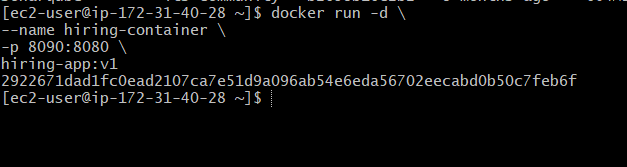 [ec2-user@ip-172-31-40-28 ~]$ docker run -d \
--name hiring-container \
-p 8090:8080 \
hiring-app:v1
2922671dad1fc0ead2107ca7e51d9a096ab54e6eda56702eecabd0b50c7feb6f
[ec2-user@ip-172-31-40-28 ~]$